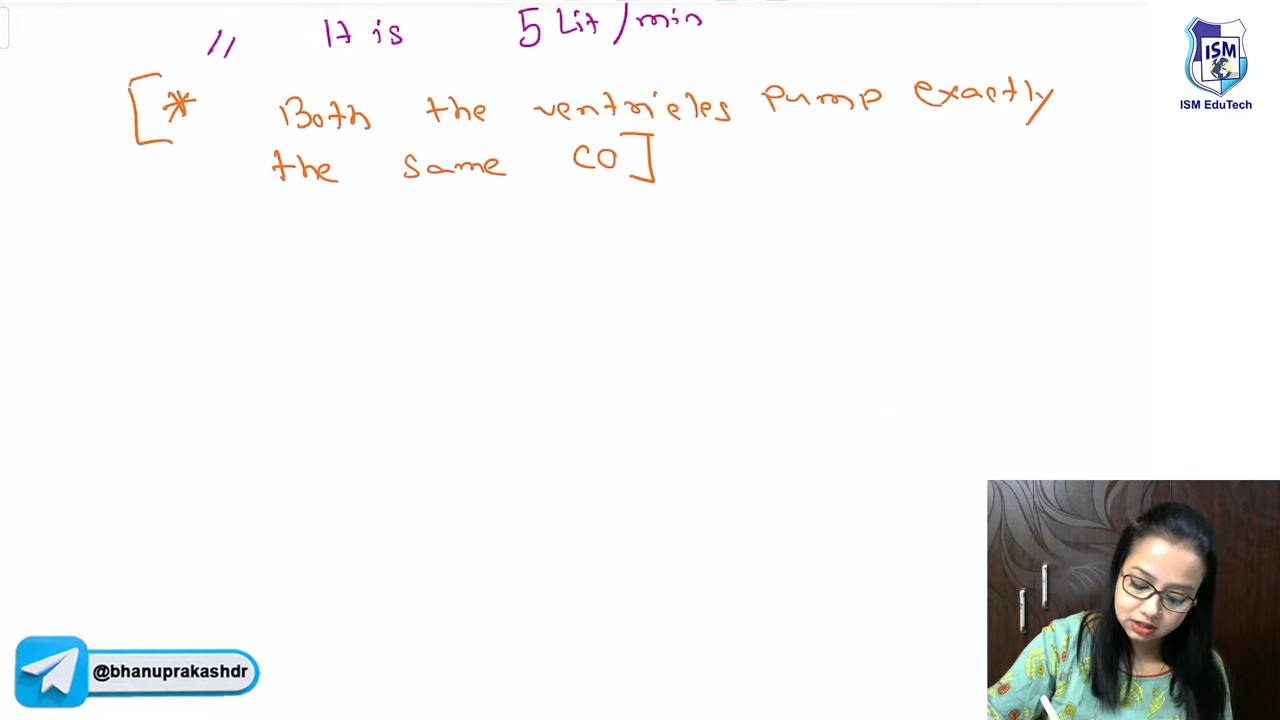 // It is 5 Lit/min
[* Both the ventricles pump exactly
the same CO]
ISM
ISM EduTech
@bhanuprakashdr